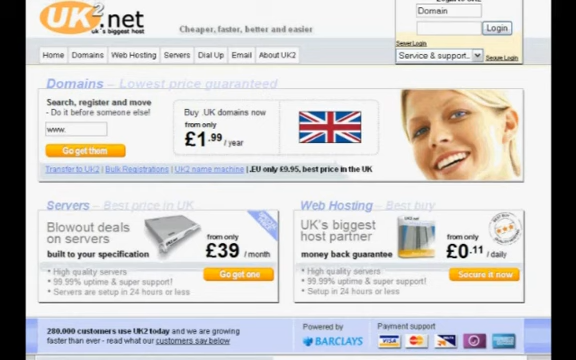 UK2.net
uk's biggest host
Cheaper, faster, better and easier
Domain
Login
Server Login
Service & support..
Secure Login
Home Domains Web Hosting Servers Dial Up Email About UK2
Domains - Lowest price guaranteed
Search, register and move
- Do it before someone else!
www.
Go get them
Buy .UK domains now
from only
£1.99 / year
Transfer to UK2 | Bulk Registrations | UK2 name machine | .EU only £9.95, best price in the UK
Servers - Best price in UK
Blowout deals
on servers
built to your specification
from only
£39 / month
- High quality servers
- 99.99% uptime & super support!
- Servers are setup in 24 hours or less
Go get one
Web Hosting - Best buy
UK's biggest
host partner
money back guarantee
from only
£0.11 / daily
- High quality servers
- 99.99% uptime & super support!
- Setup in 24 hours or less
Secure it now
280.000 customers use UK2 today and we are growing
faster than ever - read what our customers say below
Powered by
BARCLAYS
Payment support
VISA